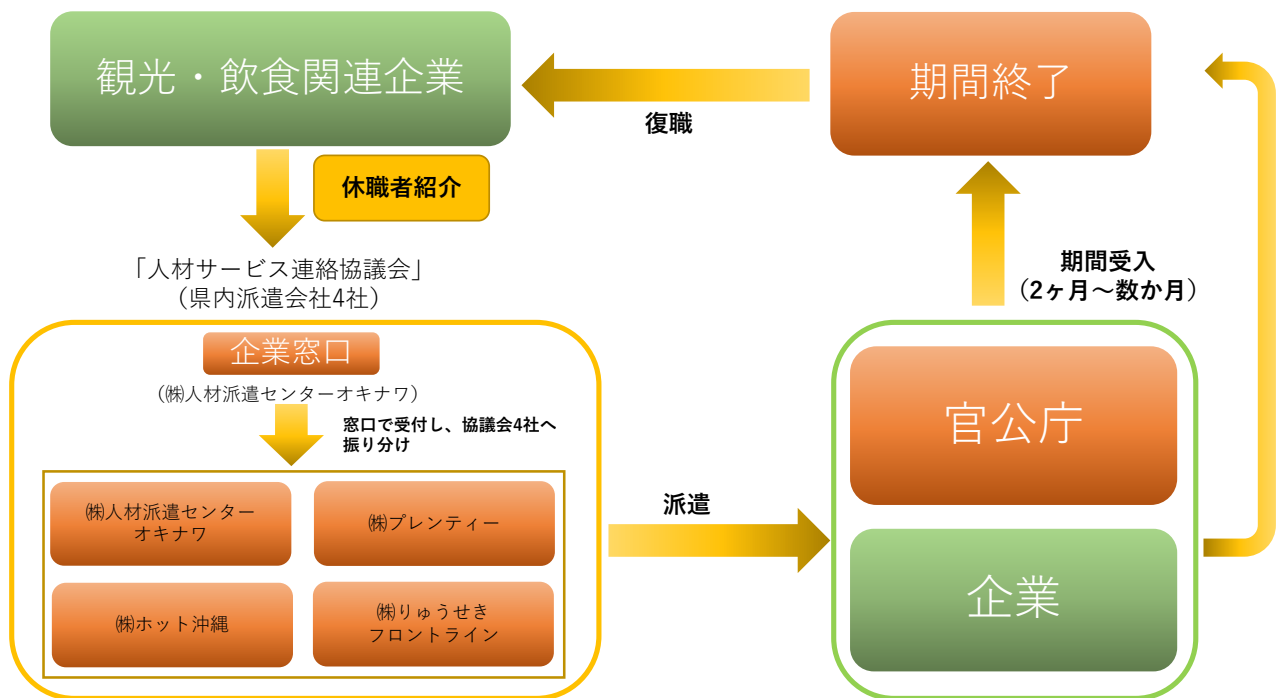 観光・飲食関連企業
期間終了
復職
休職者紹介
「人材サービス連絡協議会」
（県内派遣会社4社）
期間受入
（2ヶ月～数か月）
企業窓口
（㈱人材派遣センターオキナワ）
窓口で受付し、協議会4社へ
振り分け
㈱人材派遣センター
オキナワ
㈱プレンティー
㈱ホット沖縄
㈱りゅうせき
フロントライン
派遣
官公庁
企業